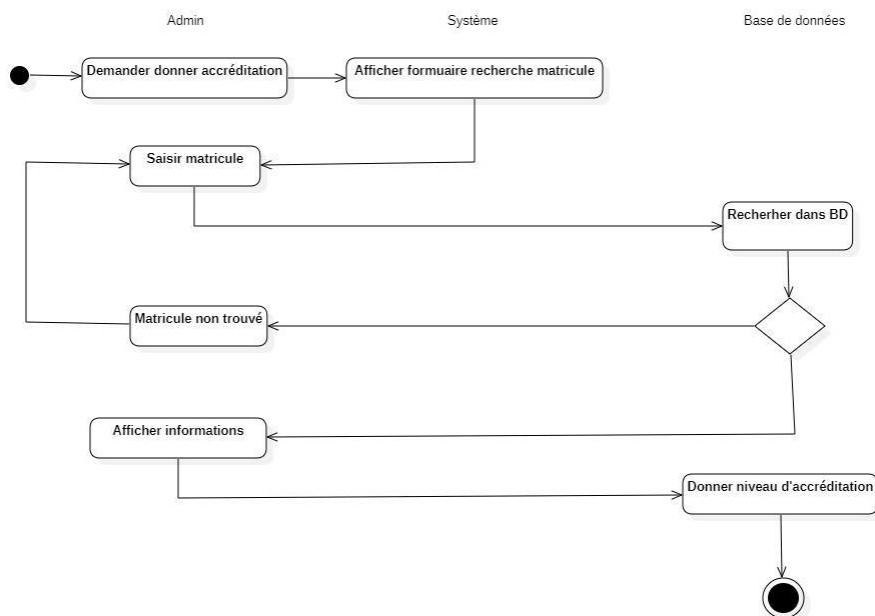 Admin
Système
Base de données
Demander donner accréditation
Afficher formuaire recherche matricule
Saisir matricule
Recherher dans BD
Matricule non trouvé
Afficher informations
Donner niveau d'accréditation